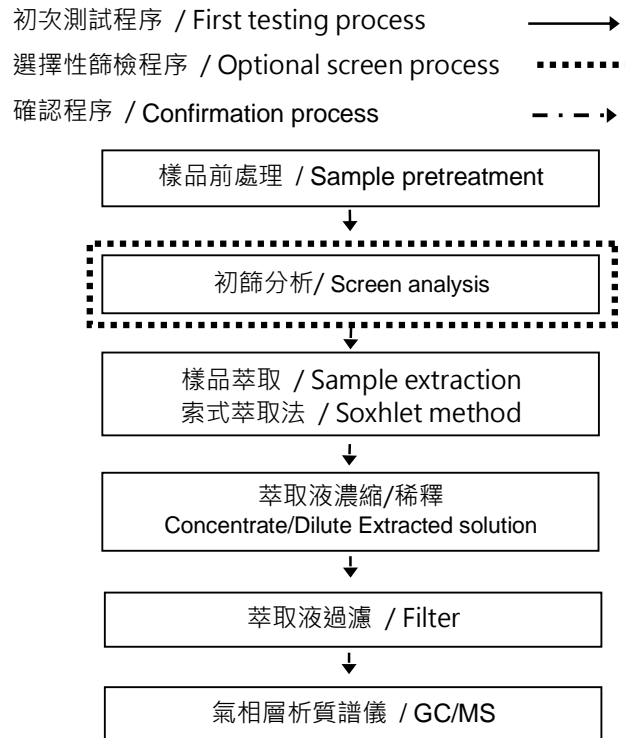 初次測試程序 / First testing process
選擇性篩檢程序 / Optional screen process
確認程序 / Confirmation process
樣品前處理 / Sample pretreatment
初篩分析/ Screen analysis
樣品萃取 / Sample extraction
索式萃取法 / Soxhlet method
萃取液濃縮/稀釋
Concentrate/Dilute Extracted solution
萃取液過濾 / Filter
氣相層析質譜儀 / GC/MS